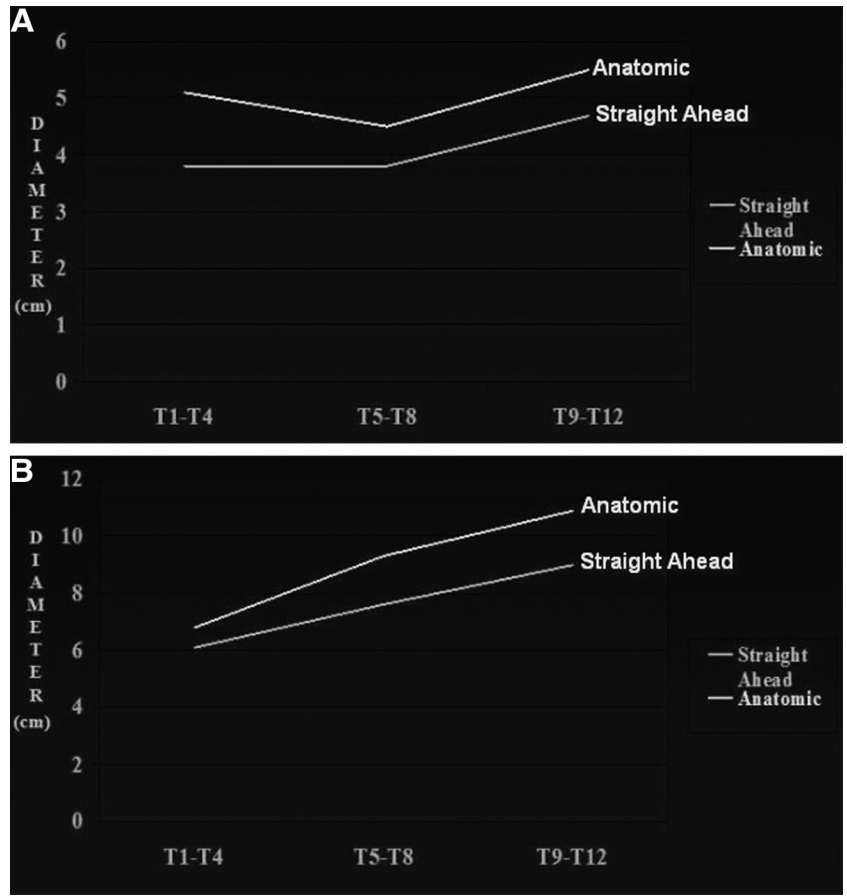 A
6
5
4
3
2
1
0
DIAMETER
(cm)
Anatomic
Straight Ahead
Straight
Ahead
Anatomic
T1-T4 T5-T8 T9-T12
B
12
10
8
6
4
2
0
DIAMETER
(cm)
Anatomic
Straight Ahead
Straight
Ahead
Anatomic
T1-T4 T5-T8 T9-T12